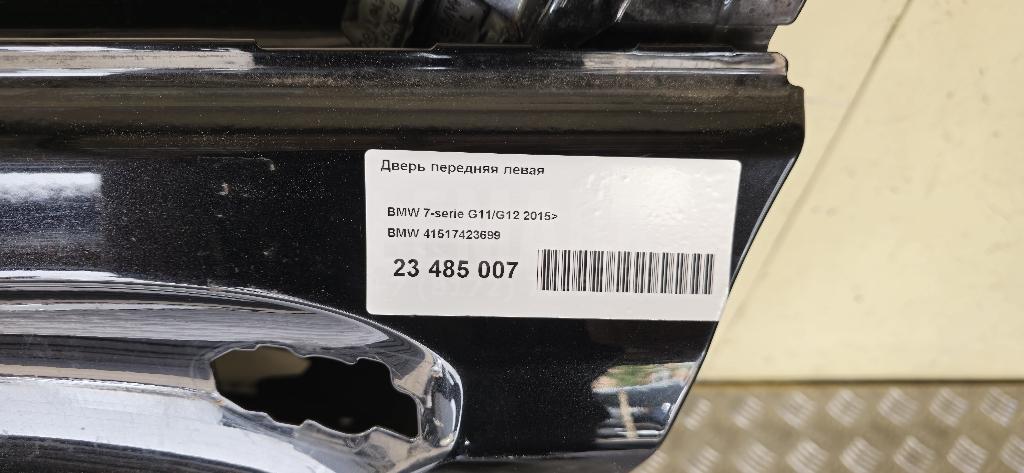 Дверь передняя левая
BMW 7-serie G11/G12 2015>
BMW 41517423699
23 485 007